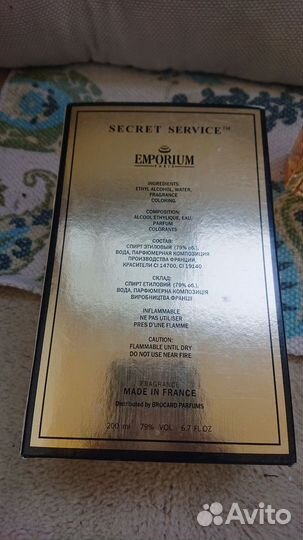 SECRET SERVICE™
EMPORIUM
PARIS
INGREDIENTS:
ETHYL ALCOHOL, WATER,
FRAGRANCE
COLORING
COMPOSITION:
ALCOOL ETHYLIQUE, EAU,
PARFUM
COLORANTS
СОСТАВ:
СПИРТ ЭТИЛОВЫЙ (79% об.),
ВОДА, ПАРФЮМЕРНАЯ КОМПОЗИЦИЯ
ПРОИЗВОДСТВА ФРАНЦИИ,
КРАСИТЕЛИ CI 14700, CI 19140
СКЛАД:
СПИРТ ЕТИЛОВИЙ (79% об.),
ВОДА, ПАРФЮМЕРНА КОМПОЗИЦІЯ
ВИРОБНИЦТВА ФРАНЦІЇ
INFLAMMABLE
NE PAS UTILISER
PRES D'UNE FLAMME
CAUTION:
FLAMMABLE UNTIL DRY
DO NOT USE NEAR FIRE
FRAGRANCE
MADE IN FRANCE
Distributed by BROCARD PARFUMS
200 ml 79% VOL 6.7 FL.OZ
Avito